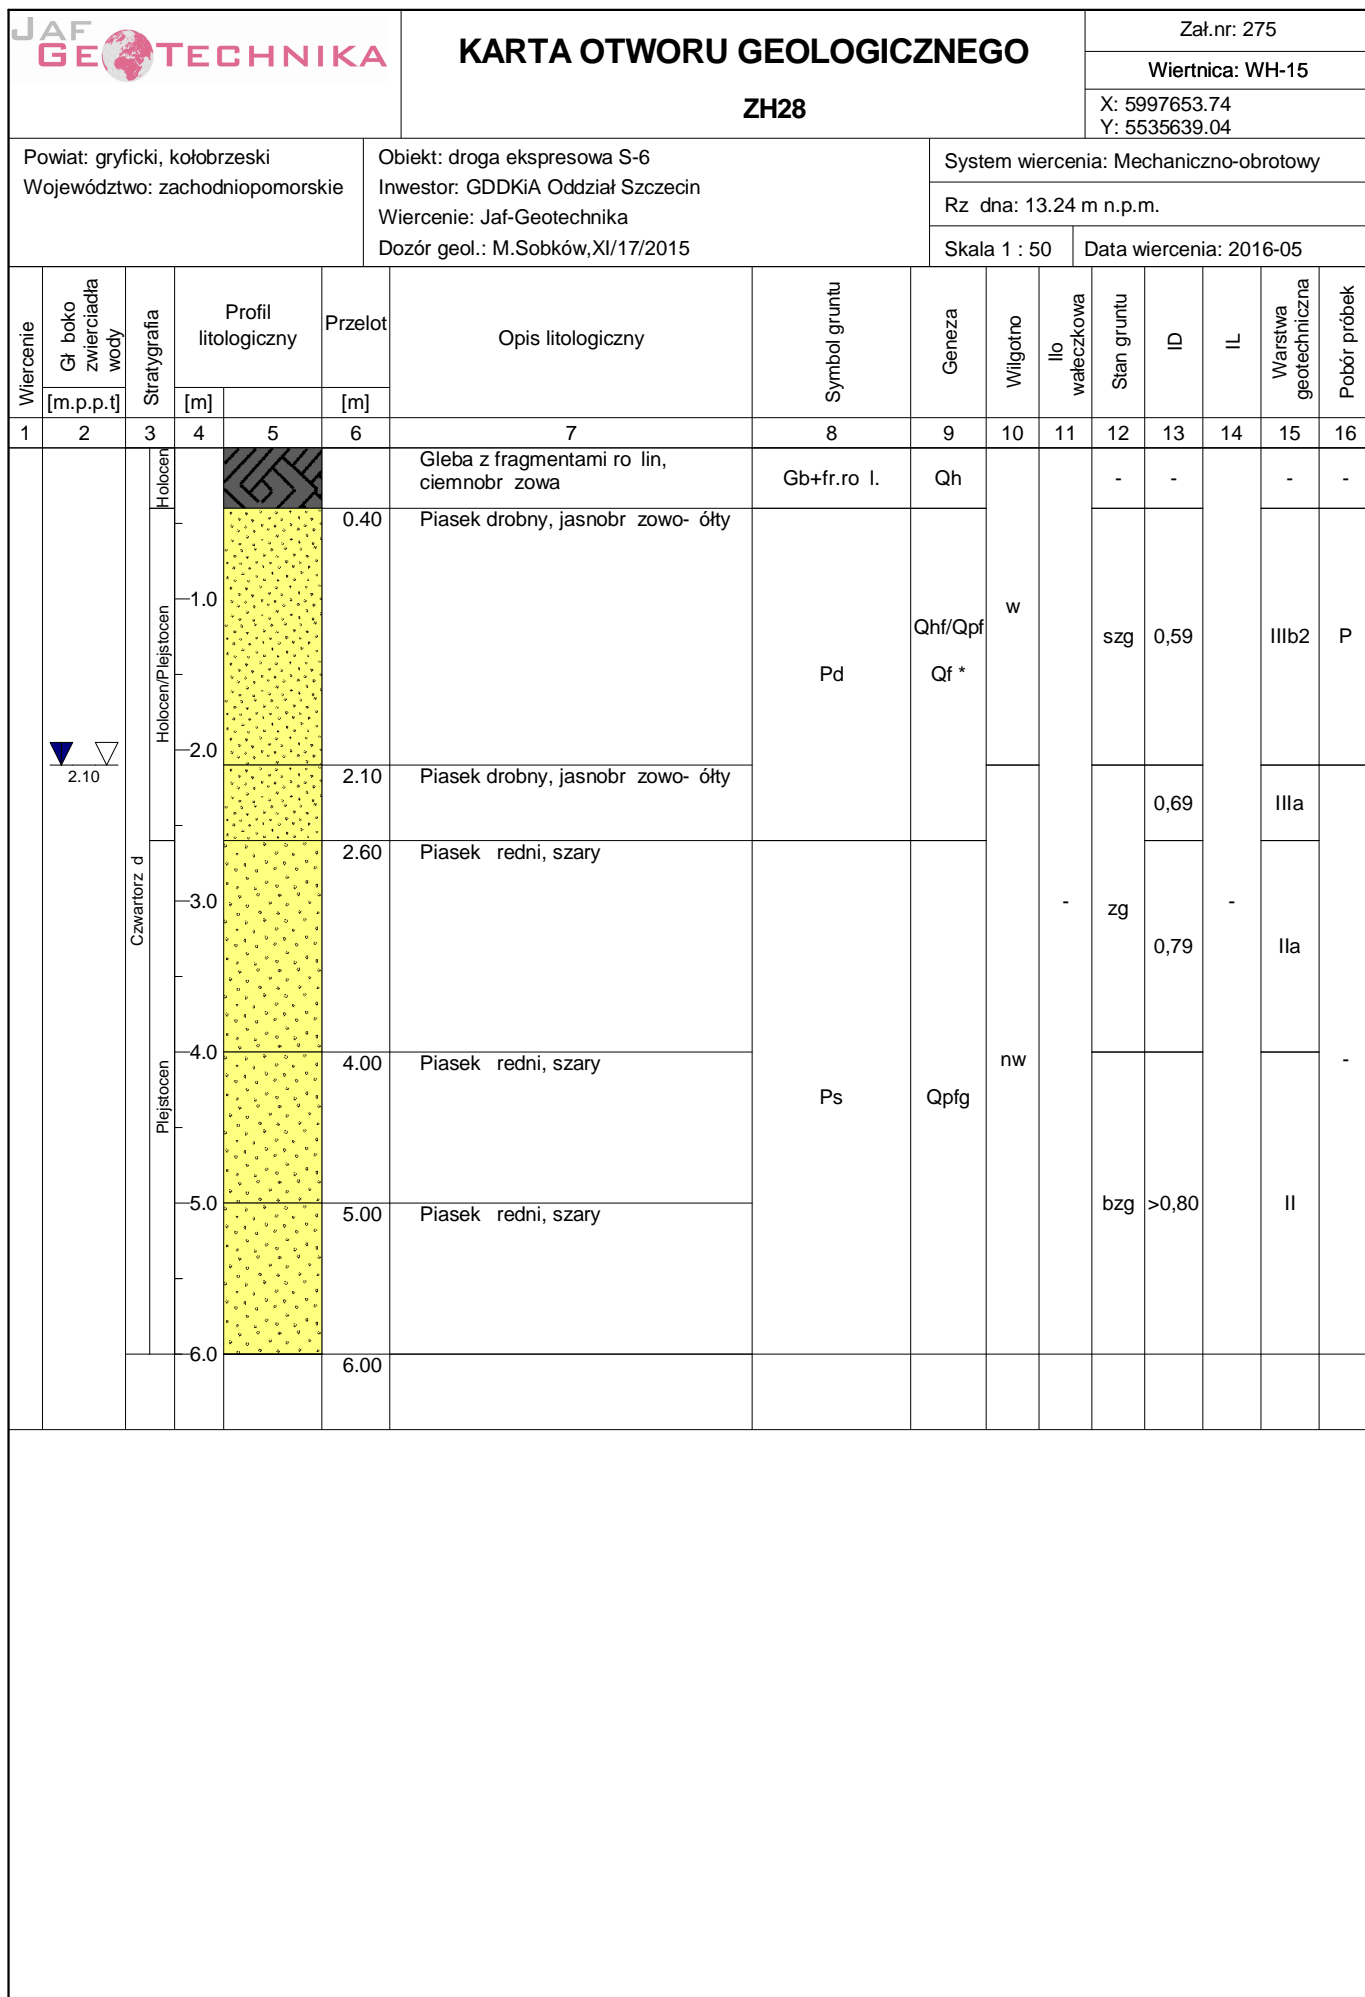 JAF
GEOTECHNIKA
KARTA OTWORU GEOLOGICZNEGO
ZH28
Zał.nr: 275
Wiertnica: WH-15
X: 5997653.74
Y: 5535639.04
Powiat: gryficki, kołobrzeski
Województwo: zachodniopomorskie
Obiekt: droga ekspresowa S-6
Inwestor: GDDKiA Oddział Szczecin
Wiercenie: Jaf-Geotechnika
Dozór geol.: M.Sobków,XI/17/2015
System wiercenia: Mechaniczno-obrotowy
Rz dna: 13.24 m n.p.m.
Skala 1 : 50
Data wiercenia: 2016-05
Wiercenie
Gł boko
zwierciadła
wody
[m.p.p.t]
Stratygrafia
Profil
litologiczny
[m]
Przelot
[m]
Opis litologiczny
Symbol gruntu
Geneza
Wilgotno
Ilo
wałeczkowa
Stan gruntu
ID
IL
Warstwa
geotechniczna
Pobór próbek
1 2 3 4 5 6 7 8 9 10 11 12 13 14 15 16
Holocen
Gleba z fragmentami ro lin,
ciemnobr zowa
Gb+fr.ro l.
Qh
- - - -
0.40
Piasek drobny, jasnobr zowo- ółty
Holocen/Plejstocen
1.0
w
Qhf/Qpf
szg
0,59
IIIb2
P
Pd
Qf *
2.0
2.10
2.10
Piasek drobny, jasnobr zowo- ółty
0,69
IIIa
2.60
Piasek redni, szary
Czwartorz d
3.0
-
zg
-
0,79
IIa
4.0
4.00
Piasek redni, szary
nw
-
Plejstocen
Ps
Qpfg
5.0
5.00
Piasek redni, szary
bzg
>0,80
II
6.0
6.00